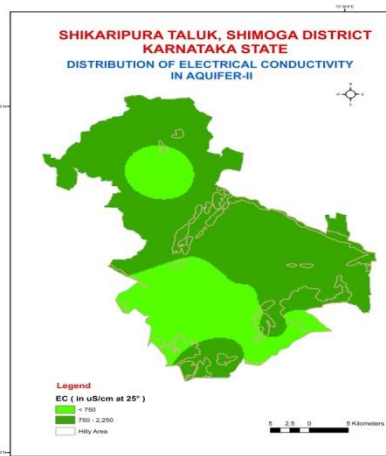 SHIKARIPURA TALUK, SHIMOGA DISTRICT
KARNATAKA STATE
DISTRIBUTION OF ELECTRICAL CONDUCTIVITY
IN AQUIFER-II
Legend
EC ( in uS/cm at 25° )
< 750
750 - 2,250
Hilly Area
5 2.5 0 5 Kilometers